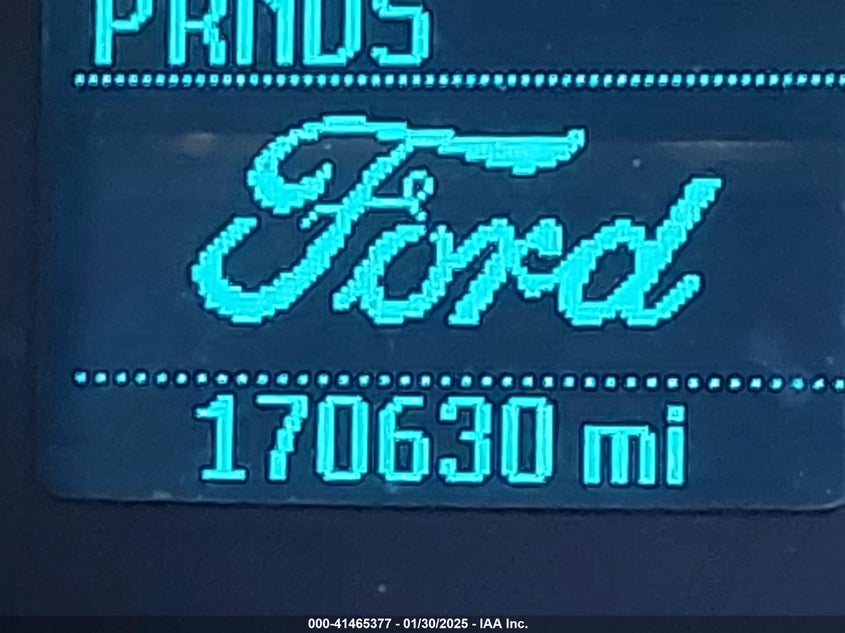 PRNDS
Ford
170630 mi
000-41465377 - 01/30/2025 - IAA Inc.